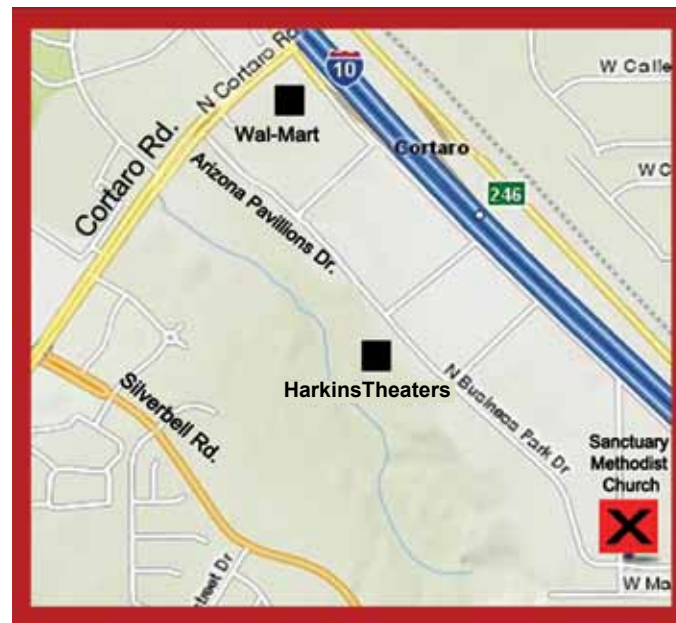 N Cortaro Rd
10
W Calle
Wal-Mart
Cortaro
W C
Cortaro Rd.
Arizona Pavillions Dr.
246
HarkinsTheaters
N Business Park Dr
Silverbell Rd.
Sanctuary
Methodist
Church
X
W Ma